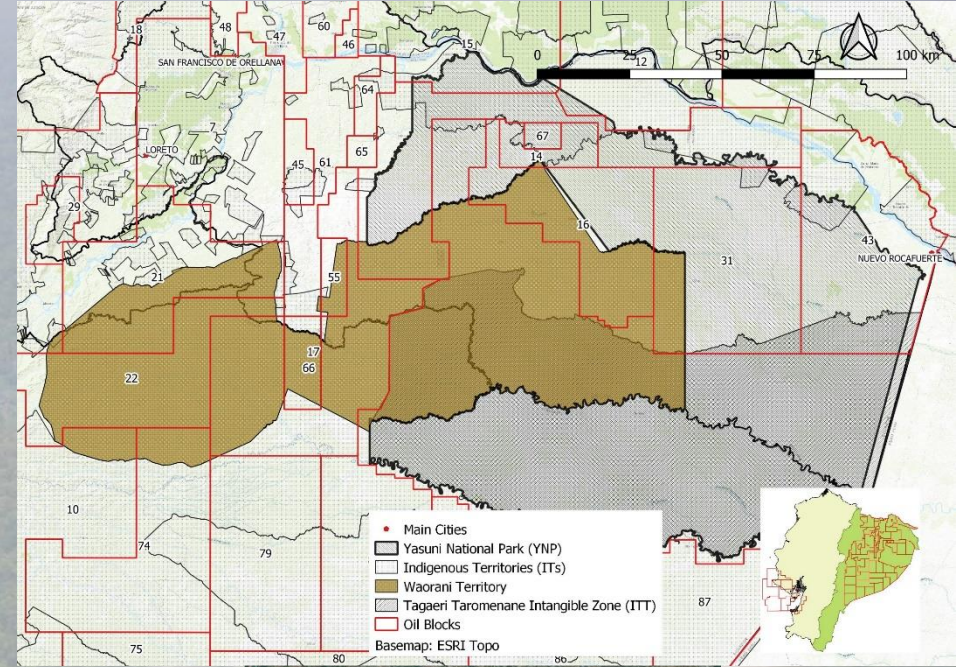 18
48
47
60
46
15
SAN FRANCISCO DE ORELLANA
0 25 50 75 100 km
12
64
7
67
LORETO
65
14
45
61
29
16
43
31
NUEVO ROCAFUERTE
21
55
17
66
22
10
74
79
87
75
80
86
Main Cities
Yasuni National Park (YNP)
Indigenous Territories (ITs)
Waorani Territory
Tagaeri Taromenane Intangible Zone (ITT)
Oil Blocks
Basemap: ESRI Topo